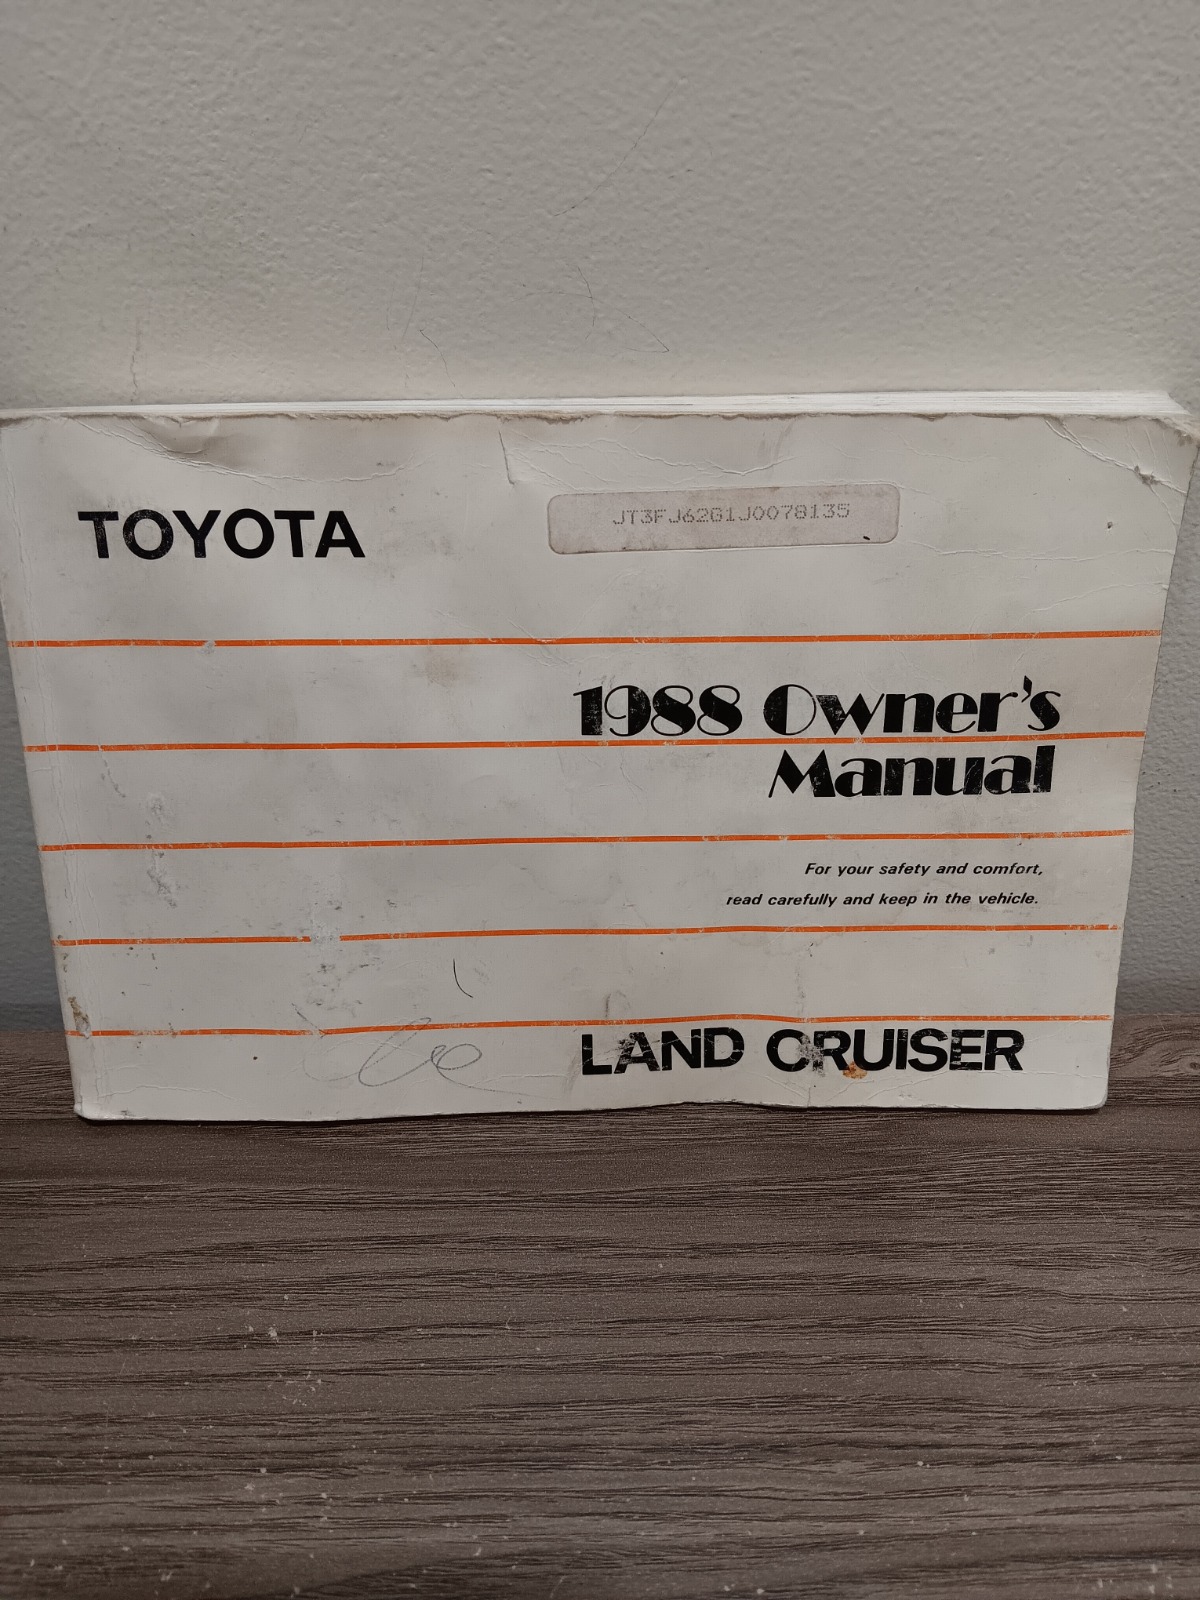 TOYOTA
JT3FJ62G1J0078135
1988 Owner's
Manual
For your safety and comfort,
read carefully and keep in the vehicle.
LAND CRUISER